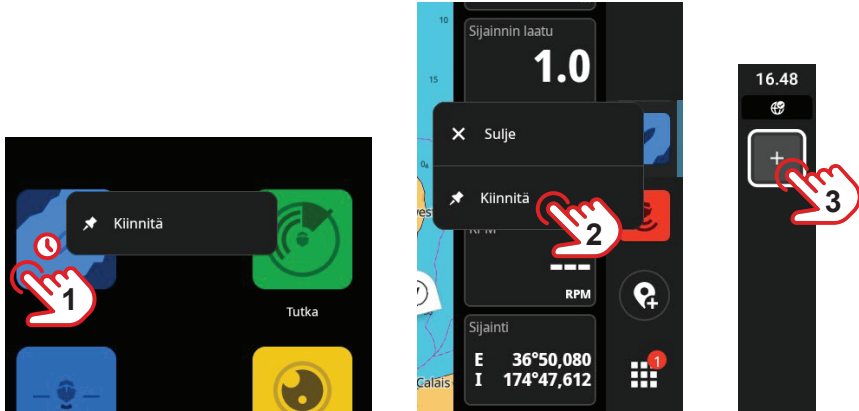 Kiinnitä
1
Tutka
10
15
Sijainnin laatu
1.0
Sulje
Kiinnitä
2
RPM
---
RPM
Sijainti
E 36°50,080
I 174°47,612
Calais
1
16.48
+
3